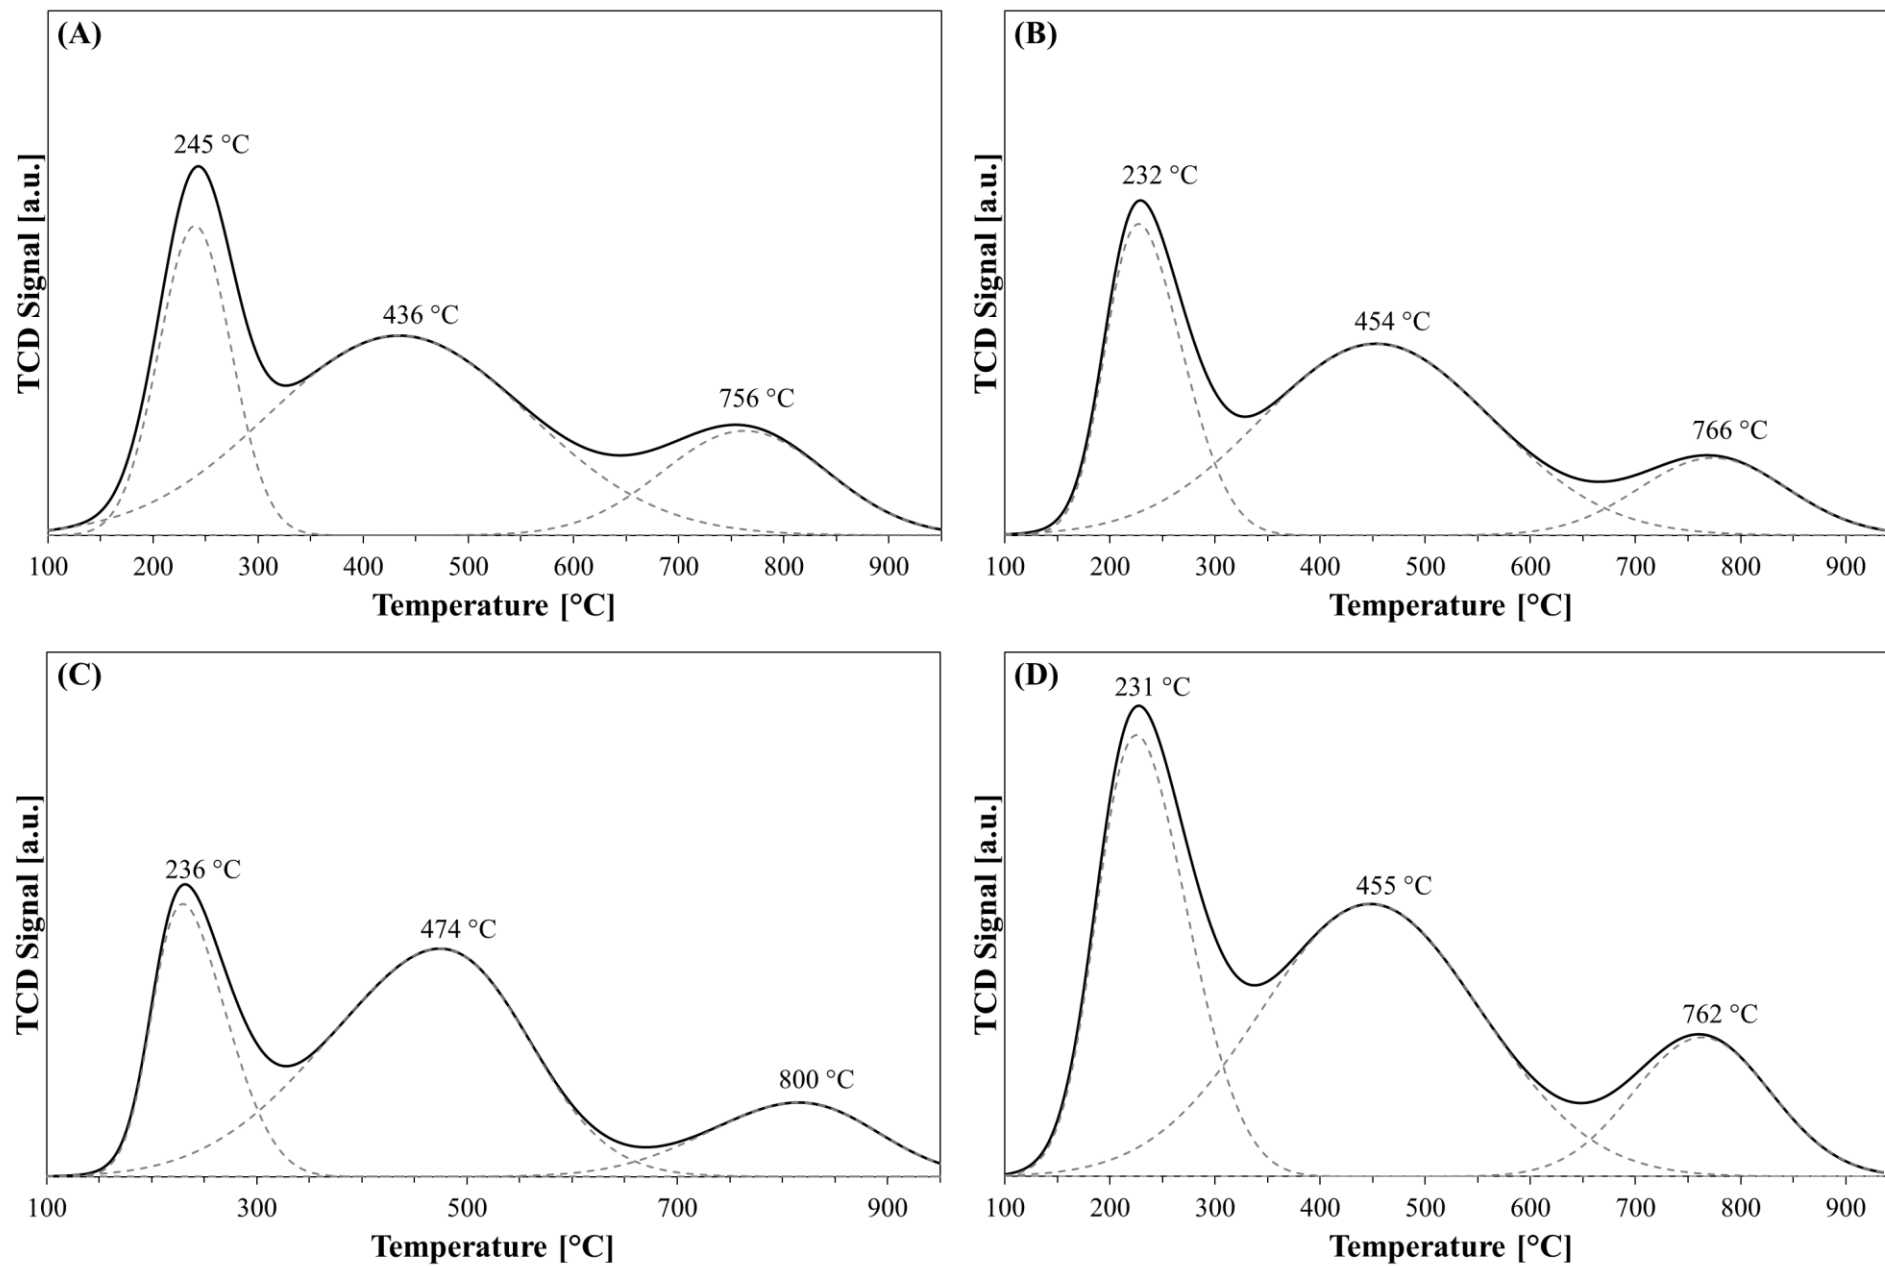 (A)
245 °C
436 °C
756 °C
TCD Signal [a.u.]
100 200 300 400 500 600 700 800 900
Temperature [°C]
(B)
232 °C
454 °C
766 °C
TCD Signal [a.u.]
100 200 300 400 500 600 700 800 900
Temperature [°C]
(C)
236 °C
474 °C
800 °C
TCD Signal [a.u.]
100 300 500 700 900
Temperature [°C]
(D)
231 °C
455 °C
762 °C
TCD Signal [a.u.]
100 200 300 400 500 600 700 800 900
Temperature [°C]